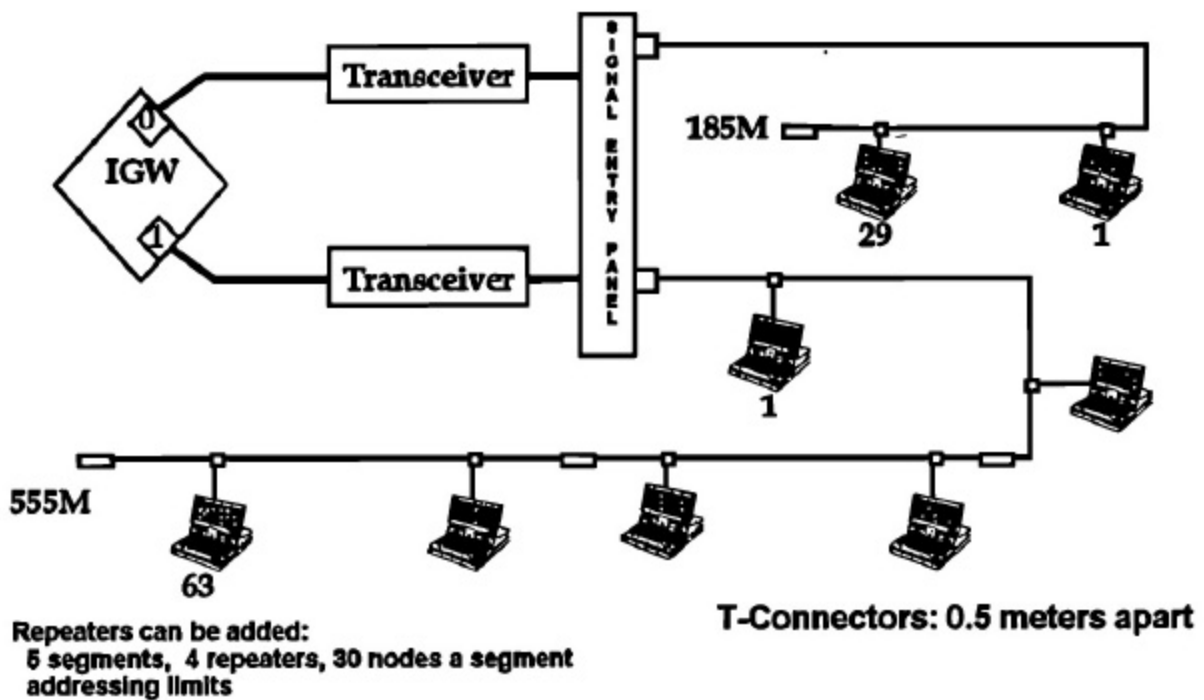 0
IGW
1
Transceiver
Transceiver
SIGNAL ENTRY PANEL
185M
29
1
1
555M
63
Repeaters can be added:
5 segments, 4 repeaters, 30 nodes a segment
addressing limits
T-Connectors: 0.5 meters apart